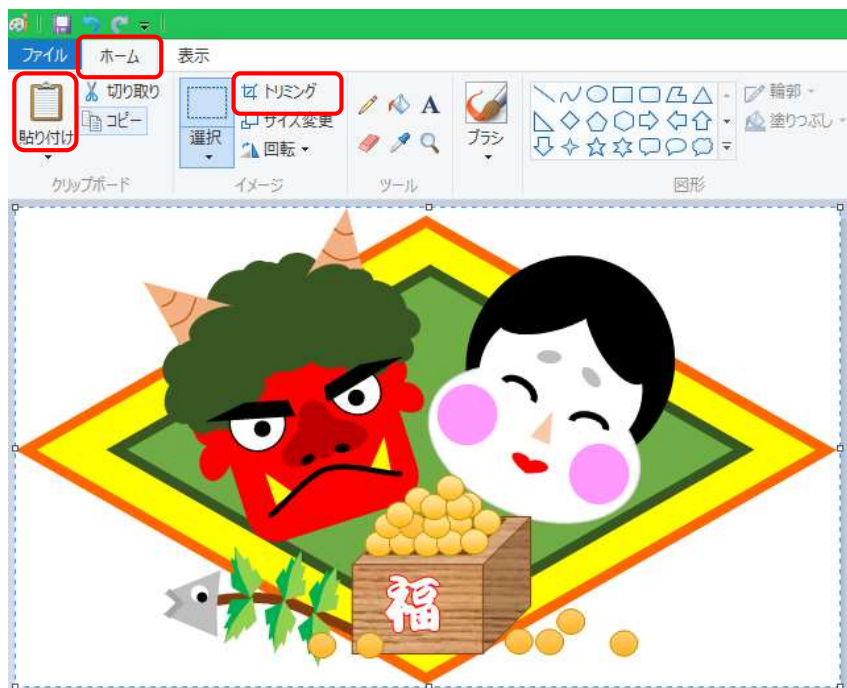 ファイル ホーム 表示
貼り付け
切り取り
コピー
クリップボード
選択
トリミング
サイズ変更
回転
イメージ
A
ツール
ブラシ
輪郭
塗りつぶし
図形
福